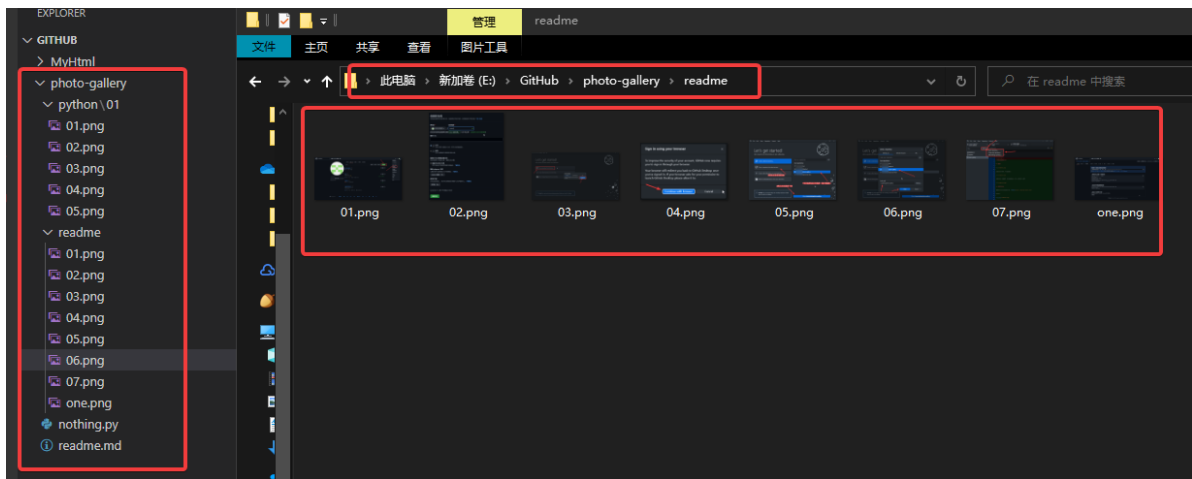 EXPLORER
GITHUB
MyHtml
photo-gallery
python\01
01.png
02.png
03.png
04.png
05.png
readme
01.png
02.png
03.png
04.png
05.png
06.png
07.png
one.png
nothing.py
readme.md
管理 readme
文件 主页 共享 查看 图片工具
此电脑 › 新加卷 (E:) › GitHub › photo-gallery › readme
在 readme 中搜索
01.png 02.png 03.png 04.png 05.png 06.png 07.png one.png